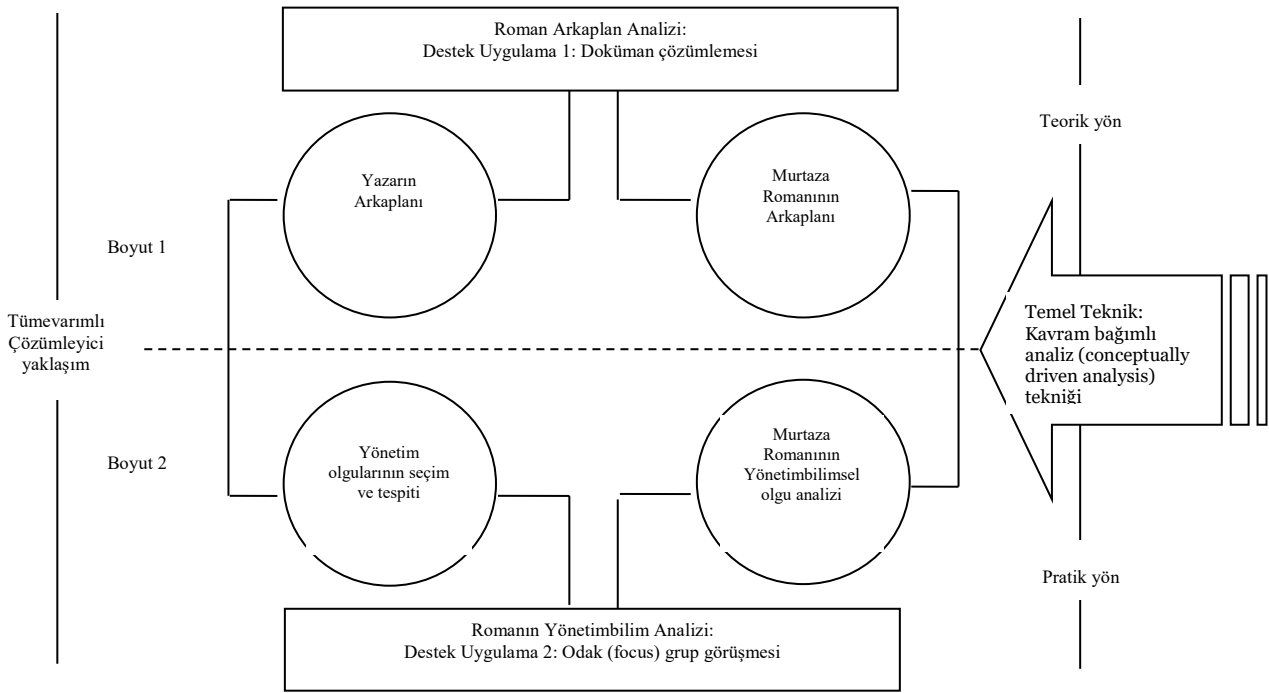 Roman Arkaplan Analizi:
Destek Uygulama 1: Doküman çözümlemesi
Teorik yön
Yazarın
Arkaplanı
Murtaza
Romanının
Arkaplanı
Boyut 1
Tümevarımlı
Çözümleyici
yaklaşım
Temel Teknik:
Kavram bağımlı
analiz (conceptually
driven analysis)
tekniği
Boyut 2
Yönetim
olgularının seçim
ve tespiti
Murtaza
Romanının
Yönetimbilimsel
olgu analizi
Pratik yön
Romanın Yönetimbilim Analizi:
Destek Uygulama 2: Odak (focus) grup görüşmesi